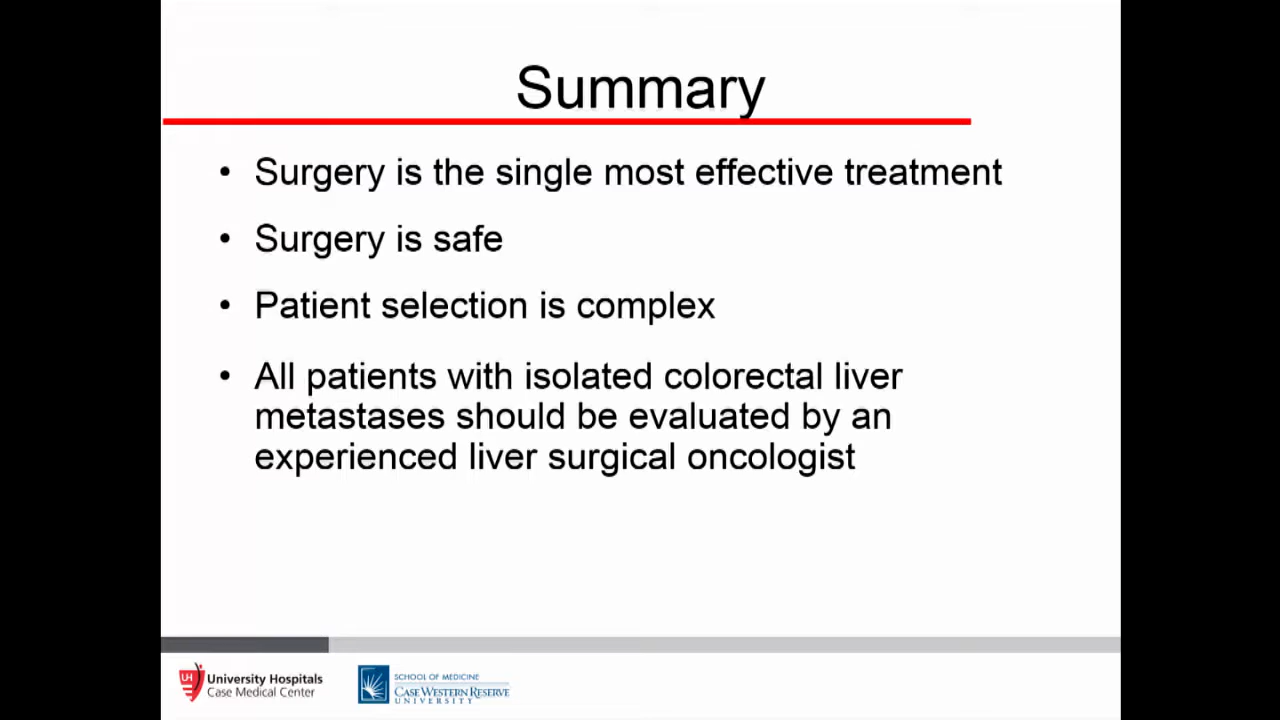 Summary
• Surgery is the single most effective treatment
• Surgery is safe
• Patient selection is complex
• All patients with isolated colorectal liver
metastases should be evaluated by an
experienced liver surgical oncologist
UH
University Hospitals
Case Medical Center
SCHOOL OF MEDICINE
CASE WESTERN RESERVE
UNIVERSITY